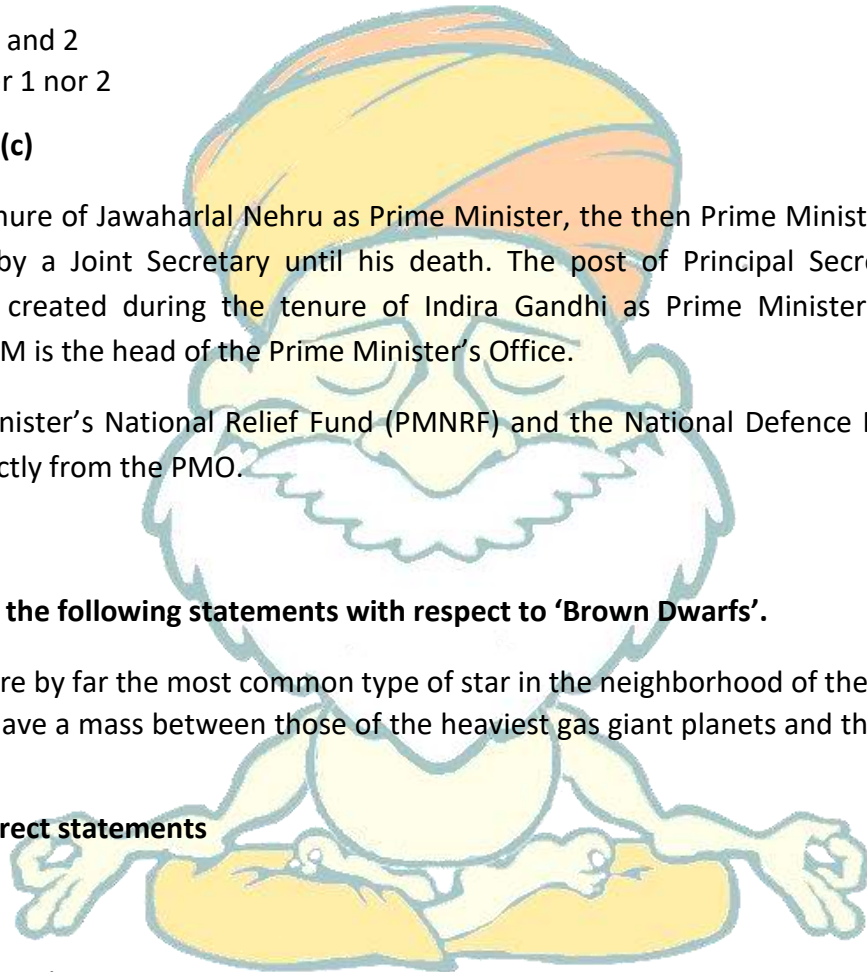 and 2
r 1 nor 2
(c)
nure of Jawaharlal Nehru as Prime Minister, the then Prime Minist
by a Joint Secretary until his death. The post of Principal Secre
created during the tenure of Indira Gandhi as Prime Minister
M is the head of the Prime Minister’s Office.
nister’s National Relief Fund (PMNRF) and the National Defence
ctly from the PMO.
the following statements with respect to ‘Brown Dwarfs’.
re by far the most common type of star in the neighborhood of the
ave a mass between those of the heaviest gas giant planets and th
rect statements